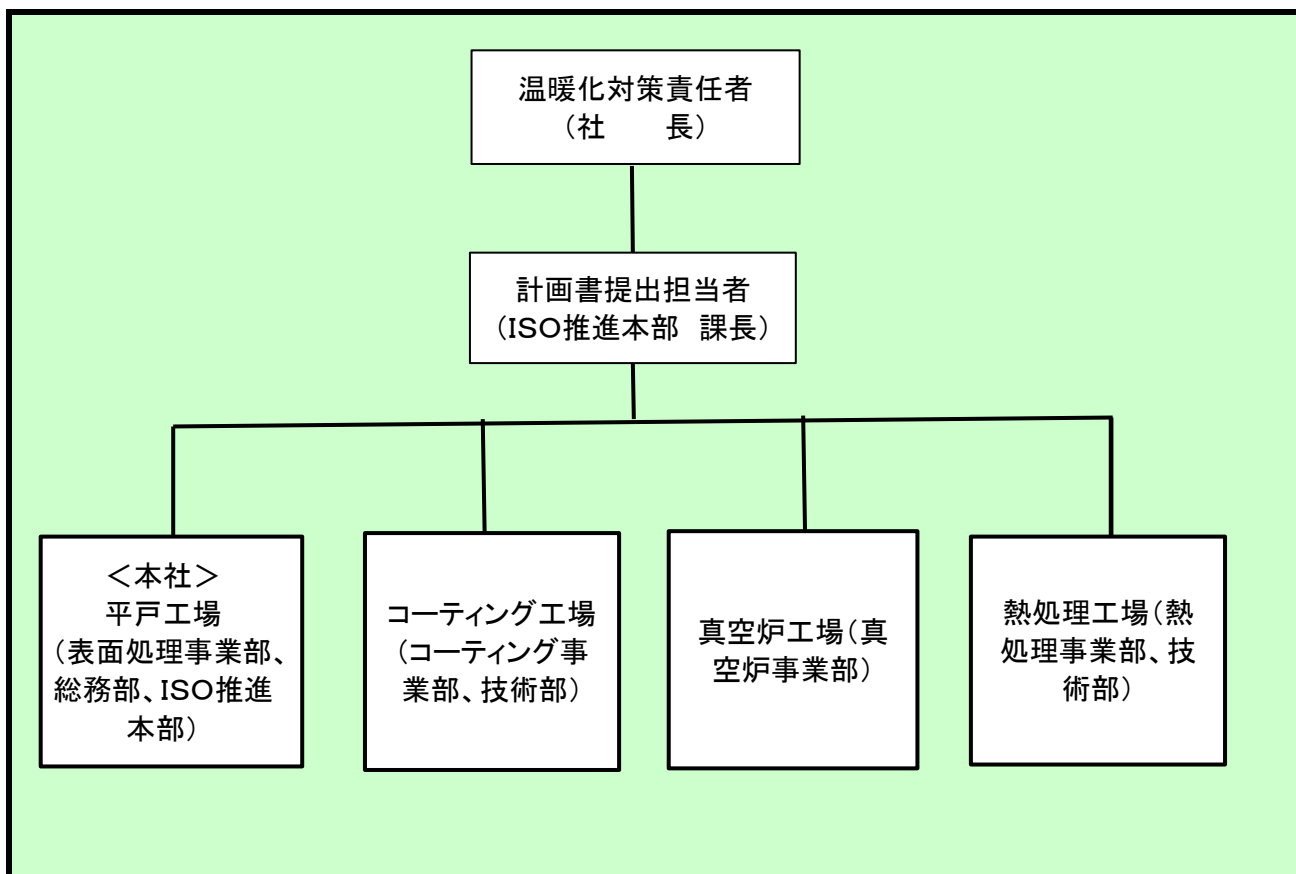 温暖化対策責任者
(社　　長)
計画書提出担当者
(ISO推進本部　課長)
＜本社＞
平戸工場
(表面処理事業部、
総務部、ISO推進
本部)
コーティング工場
(コーティング事
業部、技術部)
真空炉工場(真
空炉事業部)
熱処理工場(熱
処理事業部、技
術部)